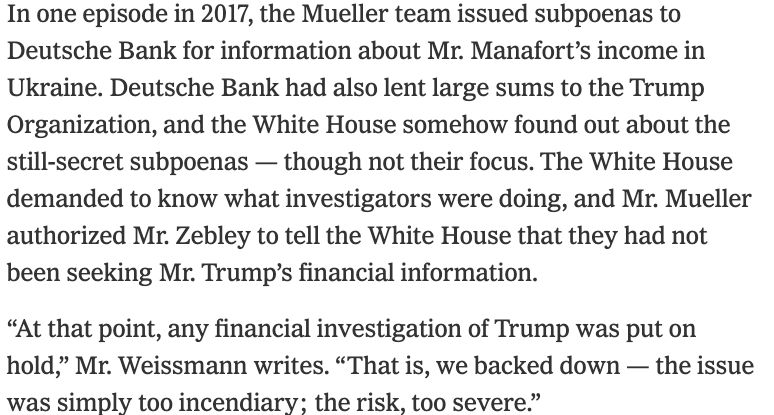 In one episode in 2017, the Mueller team issued subpoenas to
Deutsche Bank for information about Mr. Manafort’s income in
Ukraine. Deutsche Bank had also lent large sums to the Trump
Organization, and the White House somehow found out about the
still-secret subpoenas — though not their focus. The White House
demanded to know what investigators were doing, and Mr. Mueller
authorized Mr. Zebley to tell the White House that they had not
been seeking Mr. Trump’s financial information.
“At that point, any financial investigation of Trump was put on
hold,” Mr. Weissmann writes. “That is, we backed down — the issue
was simply too incendiary; the risk, too severe.”